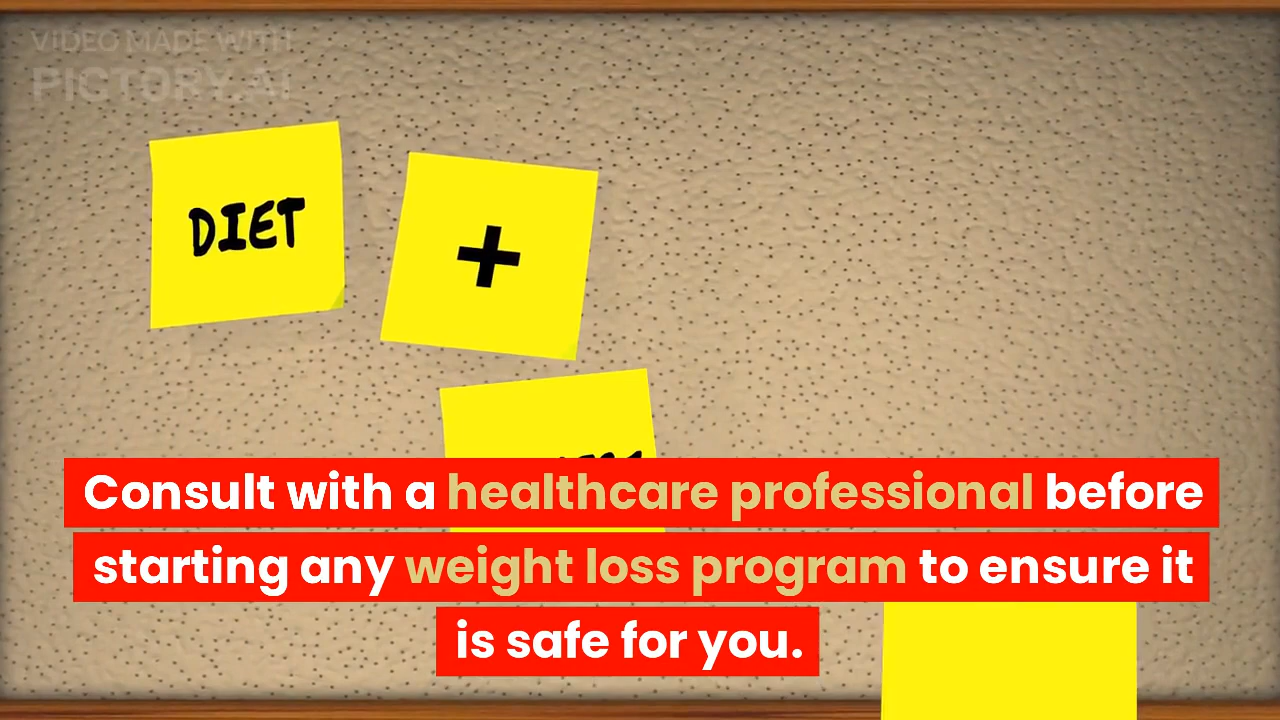 VIDEO MADE WITH
PICTORY.AI
DIET
+
Consult with a healthcare professional before
starting any weight loss program to ensure it
is safe for you.